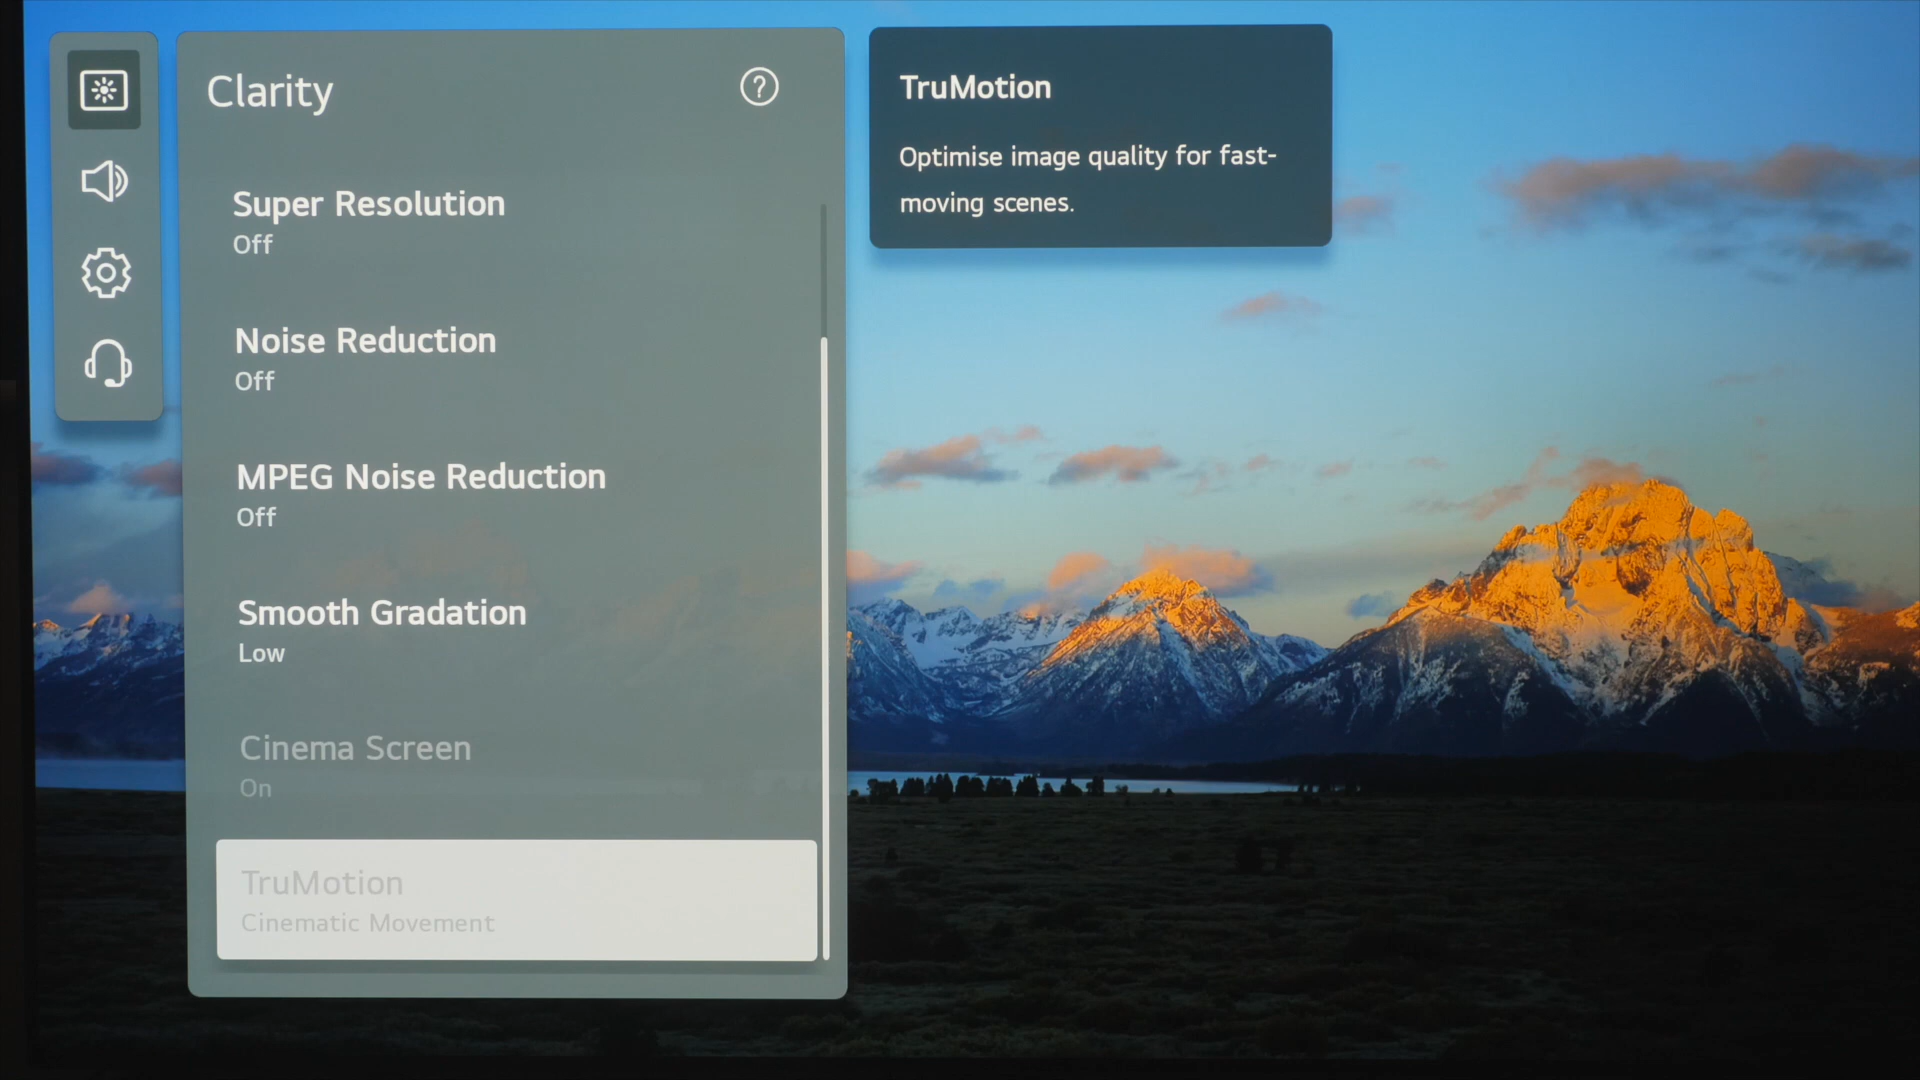 Clarity
?
Super Resolution
Off
Noise Reduction
Off
MPEG Noise Reduction
Off
Smooth Gradation
Low
Cinema Screen
On
TruMotion
Cinematic Movement
TruMotion
Optimise image quality for fast-
moving scenes.